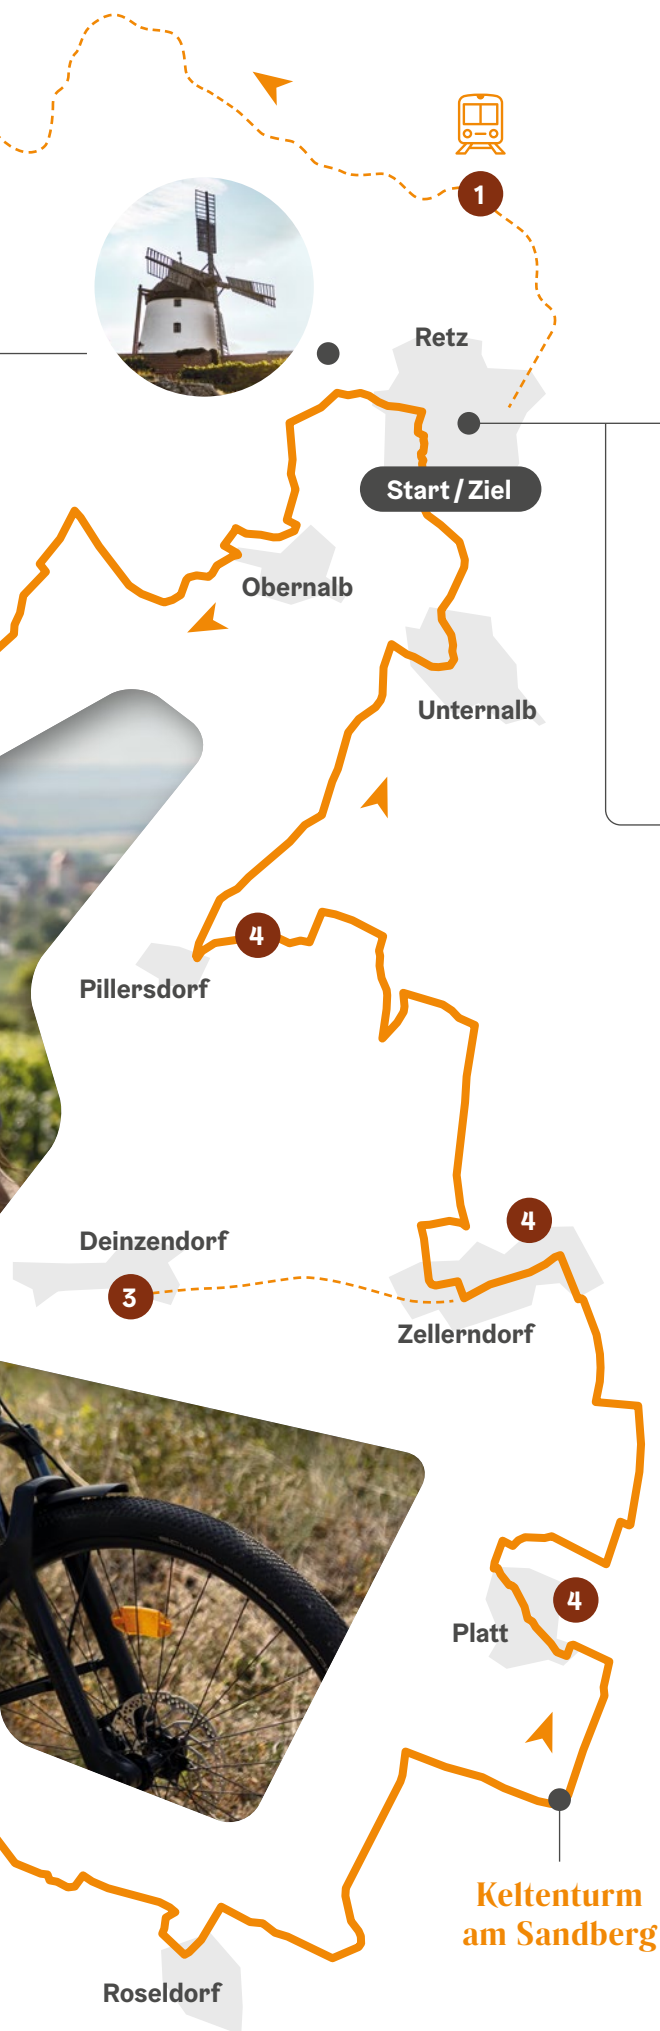 1
Retz
Start / Ziel
Obernalb
Unternalb
4
Pillersdorf
4
Deinzendorf
3
Zellerndorf
4
Platt
Keltenturm
am Sandberg
Roseldorf